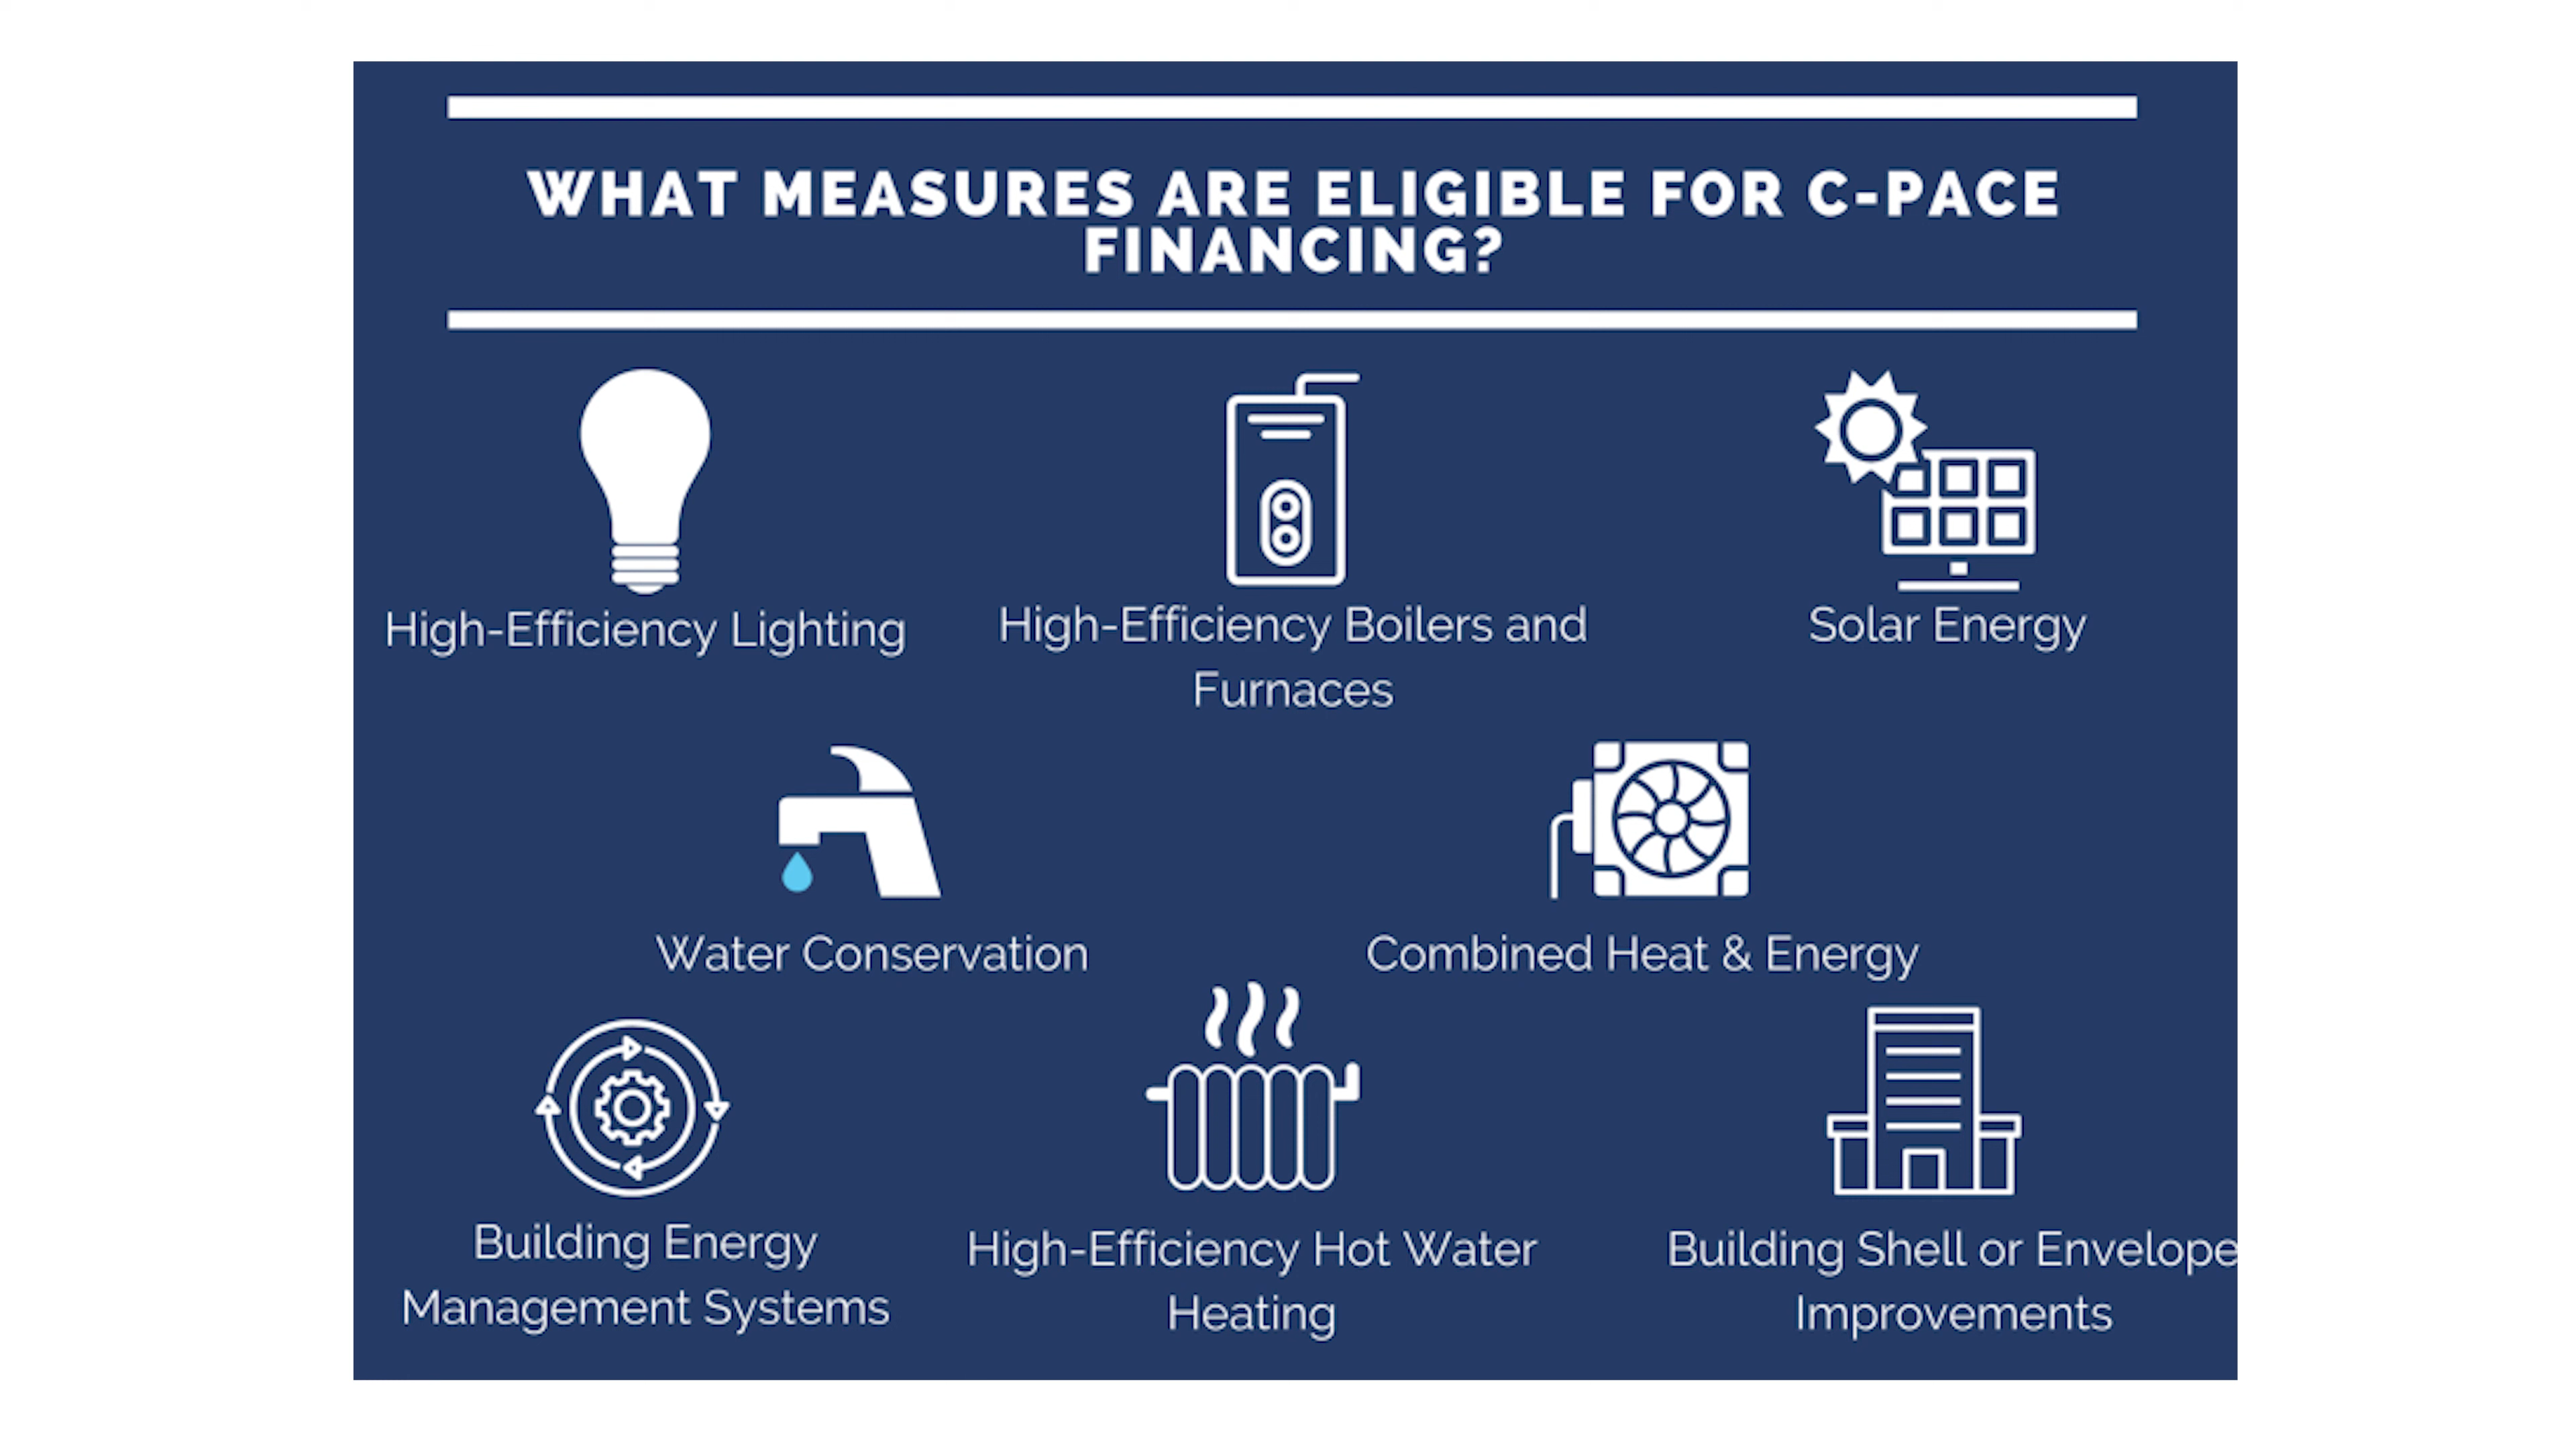 WHAT MEASURES ARE ELIGIBLE FOR C-PACE
FINANCING?
High-Efficiency Lighting
High-Efficiency Boilers and
Furnaces
Solar Energy
Water Conservation
Combined Heat & Energy
Building Energy
Management Systems
High-Efficiency Hot Water
Heating
Building Shell or Envelope
Improvements